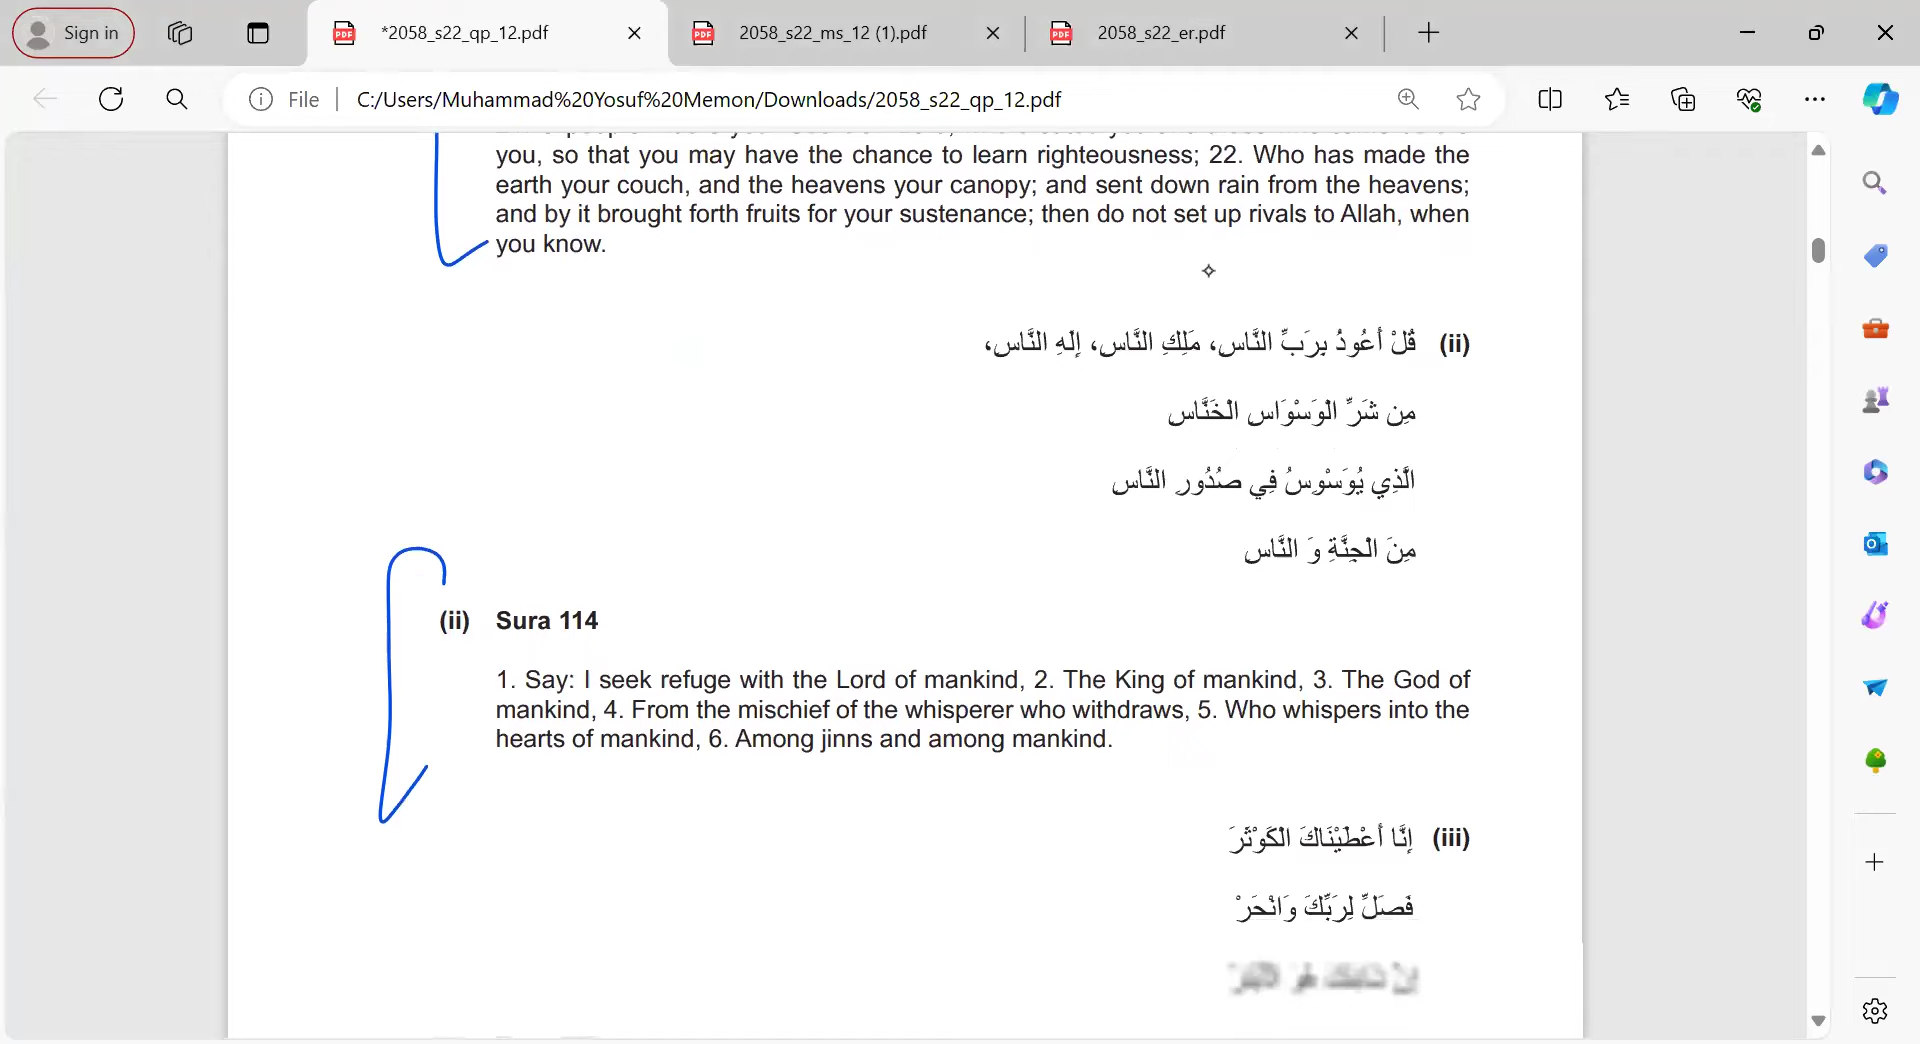 Sign in
*2058_s22_qp_12.pdf
2058_s22_ms_12 (1).pdf
2058_s22_er.pdf
File
C:/Users/Muhammad%20Yosuf%20Memon/Downloads/2058_s22_qp_12.pdf
you, so that you may have the chance to learn righteousness; 22. Who has made the
earth your couch, and the heavens your canopy; and sent down rain from the heavens;
and by it brought forth fruits for your sustenance; then do not set up rivals to Allah, when
you know.
(ii) قُلْ أَعُوذُ بِرَبِّ النَّاس، مَلِكِ النَّاس، إِلَهِ النَّاس،
مِن شَرِّ الْوَسْوَاس الْخَنَّاس
الَّذِي يُوَسْوِسُ فِي صُدُورِ النَّاس
مِنَ الْجِنَّةِ وَ النَّاس
(ii) Sura 114
1. Say: I seek refuge with the Lord of mankind, 2. The King of mankind, 3. The God of
mankind, 4. From the mischief of the whisperer who withdraws, 5. Who whispers into the
hearts of mankind, 6. Among jinns and among mankind.
(iii) إِنَّا أَعْطَيْنَاكَ الْكَوْثَرَ
فَصَلِّ لِرَبِّكَ وَانْحَرْ